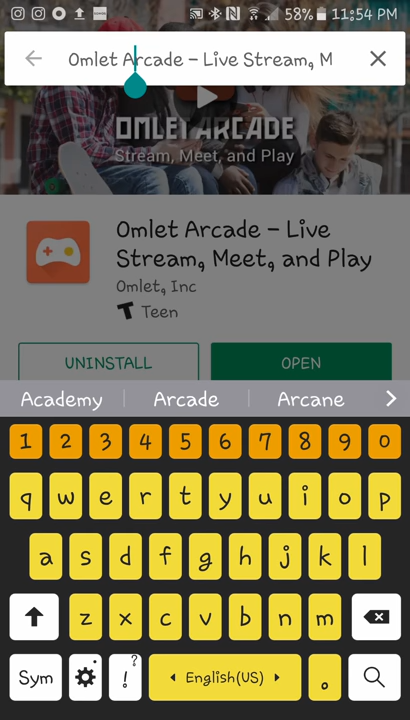 58% 11:54 PM
Omlet Arcade – Live Stream, M
OMLET ARCADE
Stream, Meet, and Play
Omlet Arcade – Live
Stream, Meet, and Play
Omlet, Inc
T Teen
UNINSTALL OPEN
Academy Arcade Arcane
1 2 3 4 5 6 7 8 9 0
q w e r t y u i o p
a s d f g h j k l
z x c v b n m
Sym ! ? English(US) .